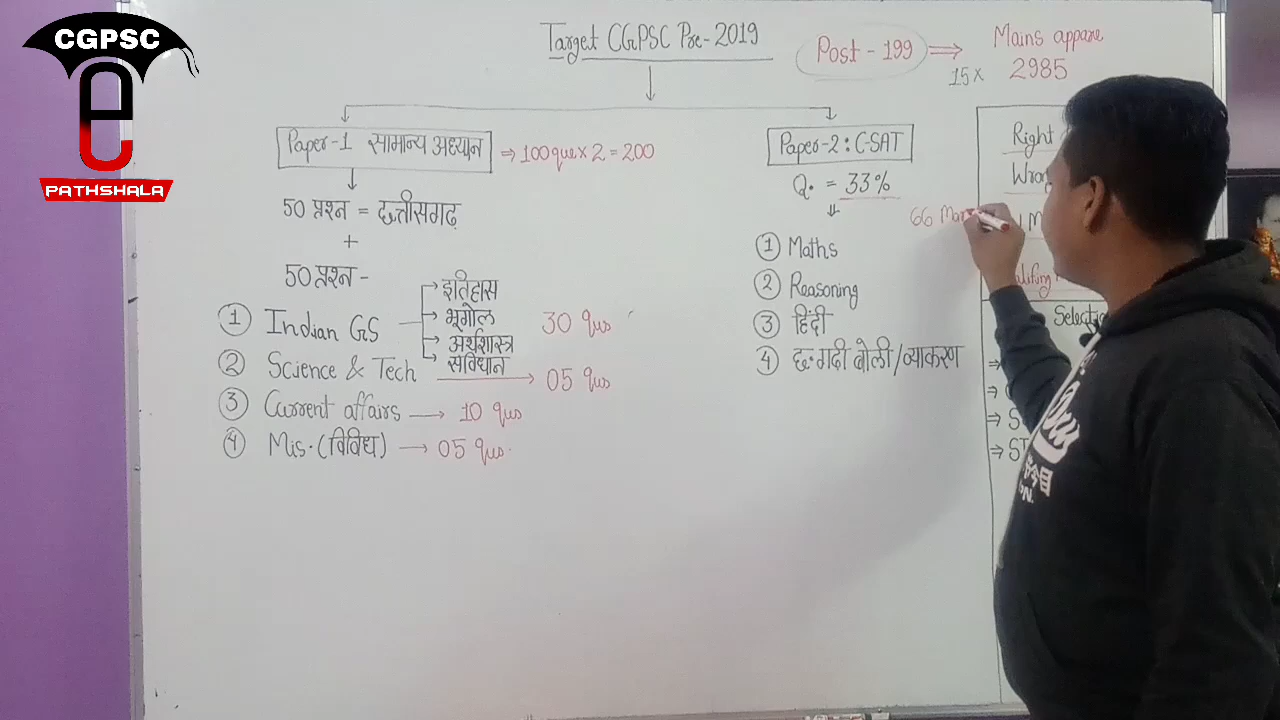 CGPSC
e
PATHSHALA
Target CGPSC Pre-2019
Post - 199 ⇒ Mains appare
15x 2985
Paper-1 सामान्य अध्यान ⇒ 100 que x 2 = 200
50 प्रश्न = छत्तीसगढ़
+
50 प्रश्न -
① Indian GS
इतिहास
भूगोल
अर्थशास्त्र
संविधान
30 qus
② Science & Tech → 05 qus
③ Current affairs → 10 qus
④ Mis. (विविध) → 05 qus.
Paper-2: C-SAT
Q. = 33%
66 Mar
① Maths
② Reasoning
③ हिंदी
④ छ.गढ़ी बोली/व्याकरण
Right